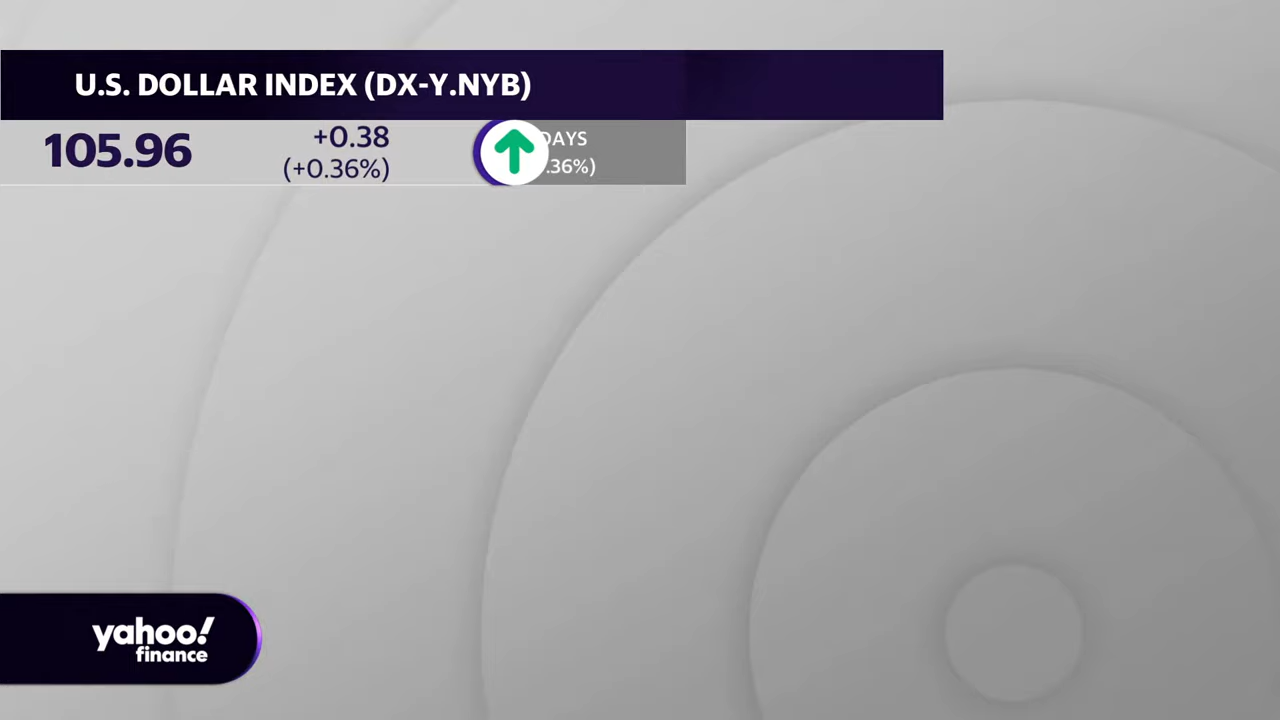 U.S. DOLLAR INDEX (DX-Y.NYB)
105.96
+0.38
(+0.36%)
DAYS
.36%)
yahoo!
finance